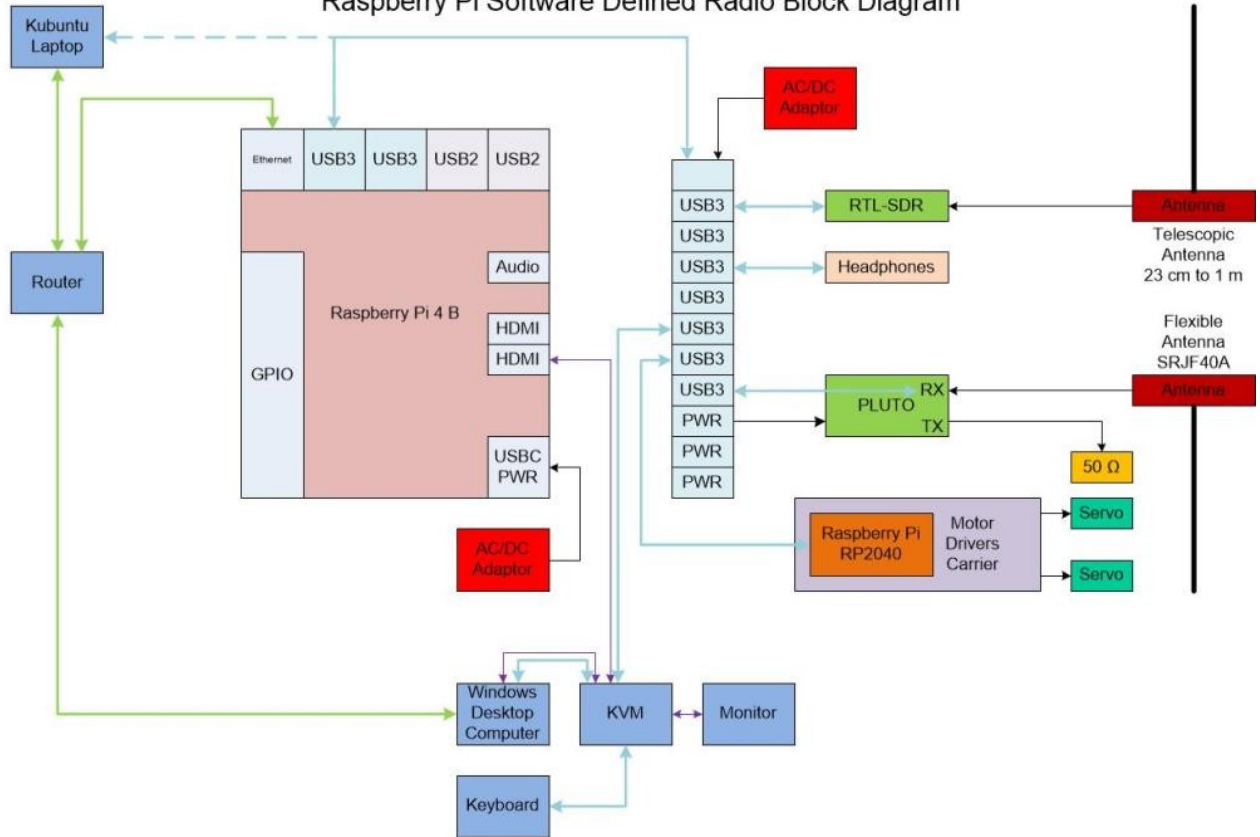 Raspberry Pi Software Defined Radio Block Diagram
Kubuntu
Laptop
AC/DC
Adaptor
Ethernet
USB3
USB3
USB2
USB2
USB3
RTL-SDR
Antenna
USB3
Telescopic
Antenna
23 cm to 1 m
Router
Audio
USB3
Headphones
USB3
Raspberry Pi 4 B
HDMI
HDMI
USB3
Flexible
Antenna
SRJF40A
USB3
GPIO
USB3
PLUTO
RX
TX
Antenna
PWR
USBC
PWR
PWR
PWR
50 Ω
AC/DC
Adaptor
Raspberry Pi
RP2040
Motor
Drivers
Carrier
Servo
Servo
Windows
Desktop
Computer
KVM
Monitor
Keyboard